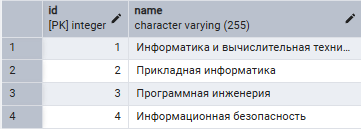 id
[PK] integer
name
character varying (255)
1 1 Информатика и вычислительная техни...
2 2 Прикладная информатика
3 3 Программная инженерия
4 4 Информационная безопасность